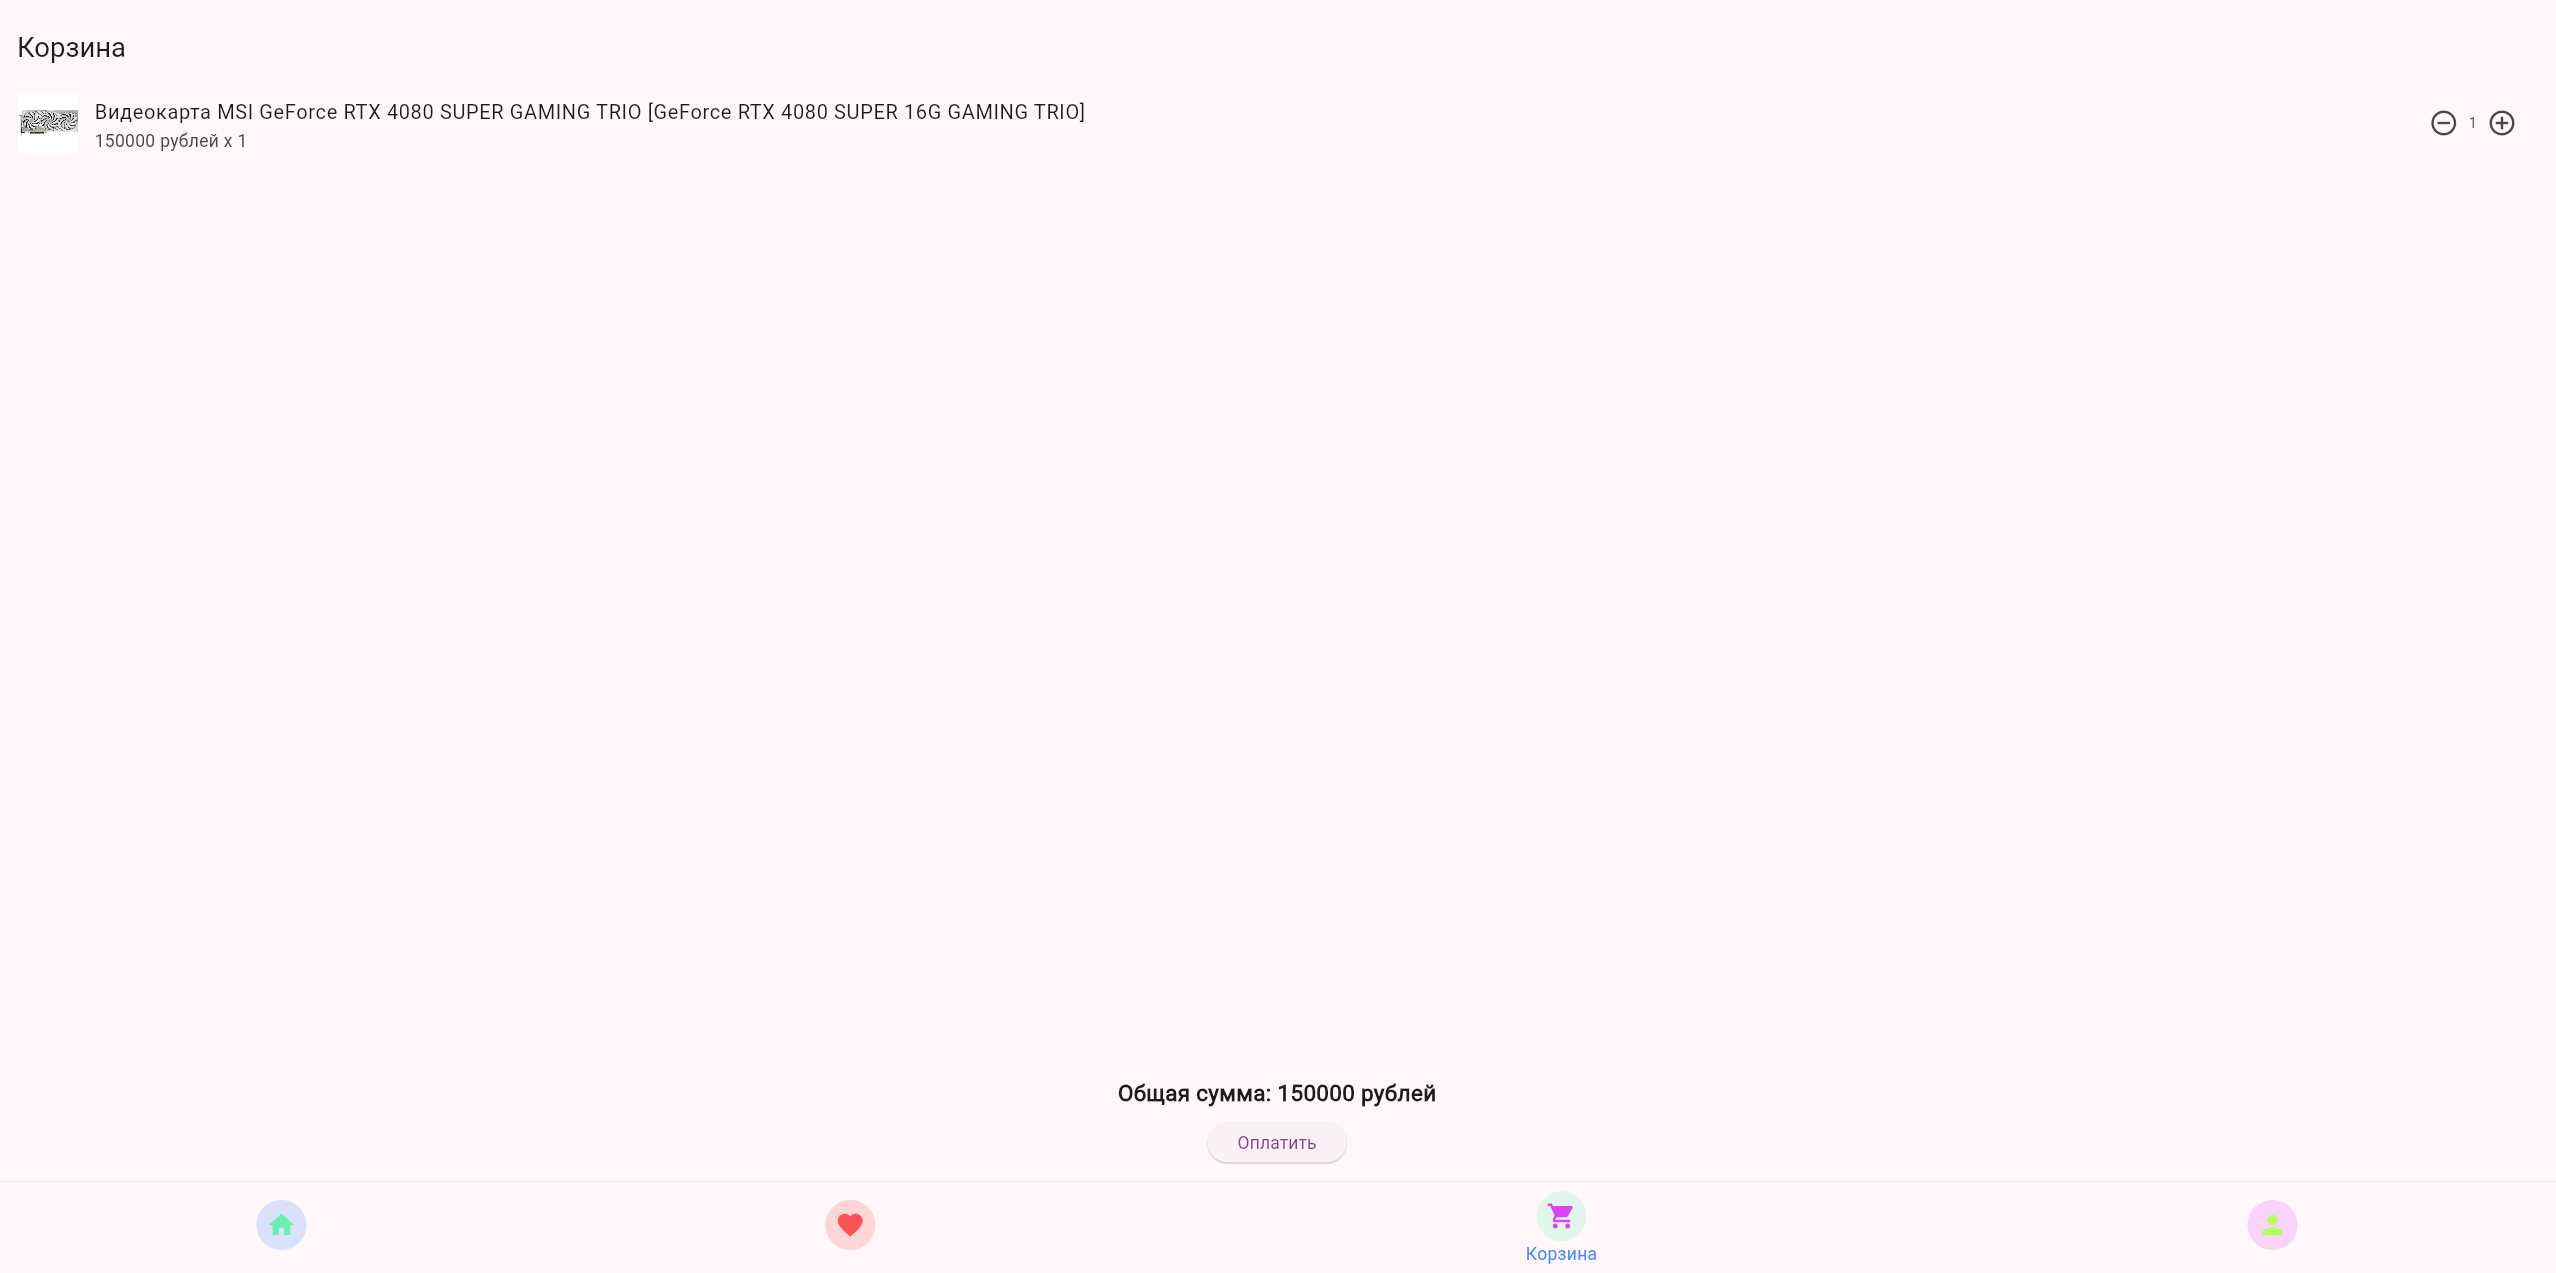 Корзина
Видеокарта MSI GeForce RTX 4080 SUPER GAMING TRIO [GeForce RTX 4080 SUPER 16G GAMING TRIO]
150000 рублей x 1
1
Общая сумма: 150000 рублей
Оплатить
Корзина